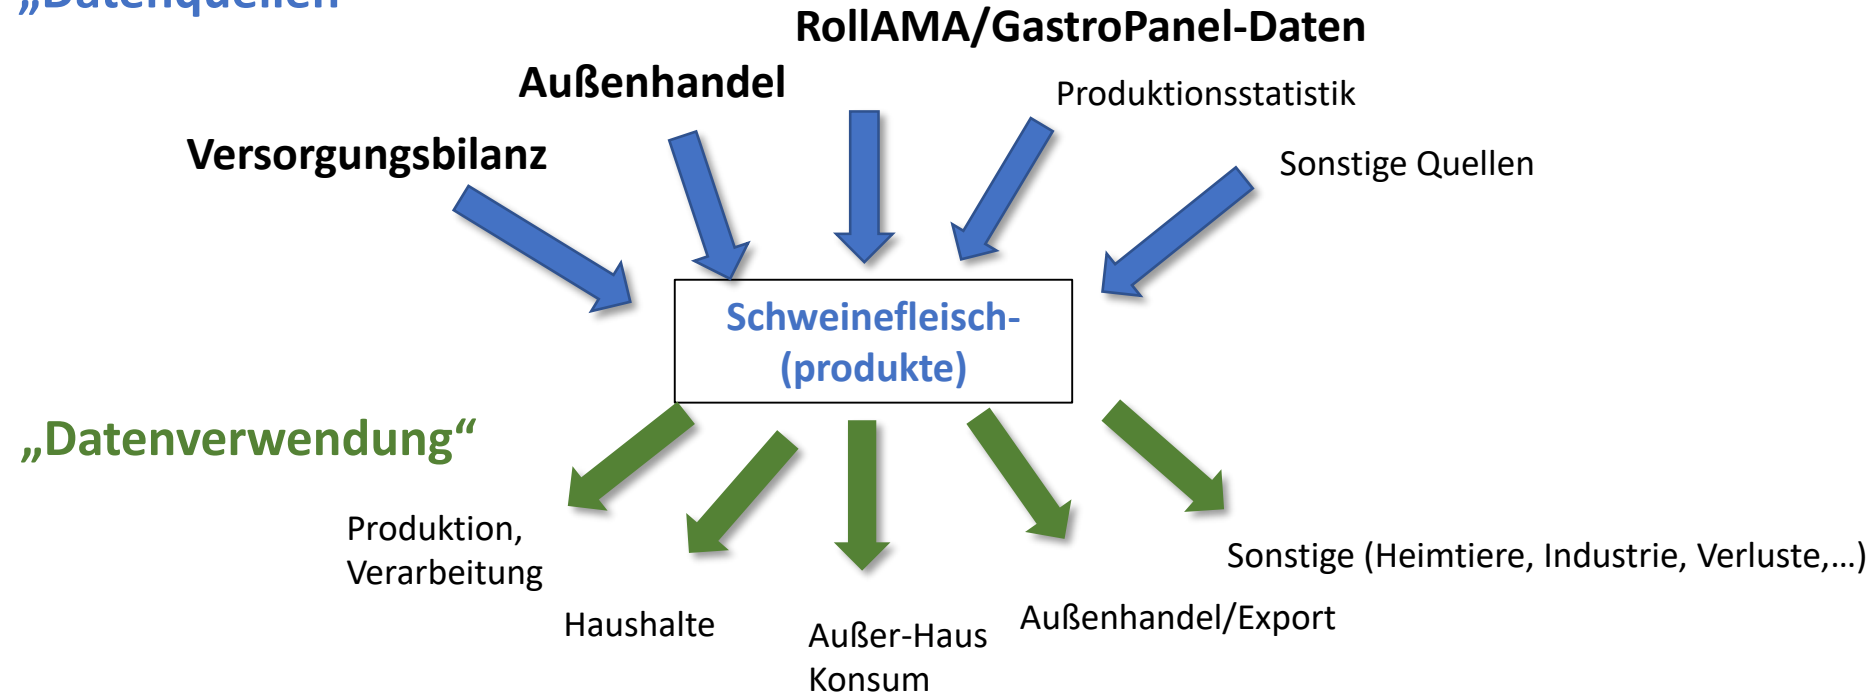 „Datenquellen
RollAMA/GastroPanel-Daten
Außenhandel
Produktionsstatistik
Versorgungsbilanz
Sonstige Quellen
Schweinefleisch-
(produkte)
„Datenverwendung“
Produktion,
Verarbeitung
Sonstige (Heimtiere, Industrie, Verluste,…)
Haushalte
Außer-Haus
Konsum
Außenhandel/Export